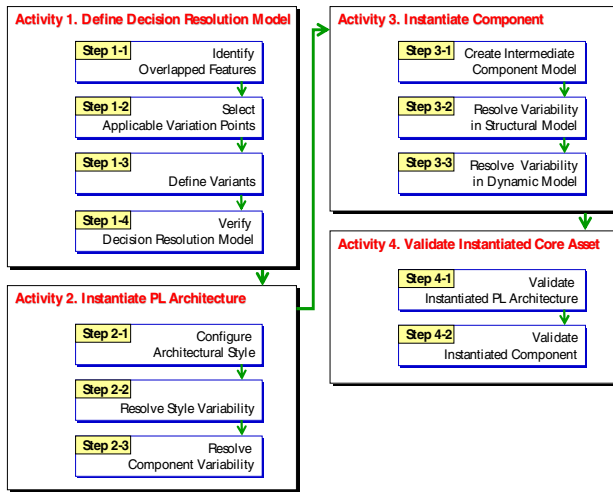 Activity 1. Define Decision Resolution Model
Step 1-1
Identify
Overlapped Features
Step 1-2
Select
Applicable Variation Points
Step 1-3
Define Variants
Step 1-4
Verify
Decision Resolution Model
Activity 2. Instantiate PL Architecture
Step 2-1
Configure
Architectural Style
Step 2-2
Resolve Style Variability
Step 2-3
Resolve
Component Variability
Activity 3. Instantiate Component
Step 3-1
Create Intermediate
Component Model
Step 3-2
Resolve Variability
in Structural Model
Step 3-3
Resolve Variability
in Dynamic Model
Activity 4. Validate Instantiated Core Asset
Step 4-1
Validate
Instantiated PL Architecture
Step 4-2
Validate
Instantiated Component